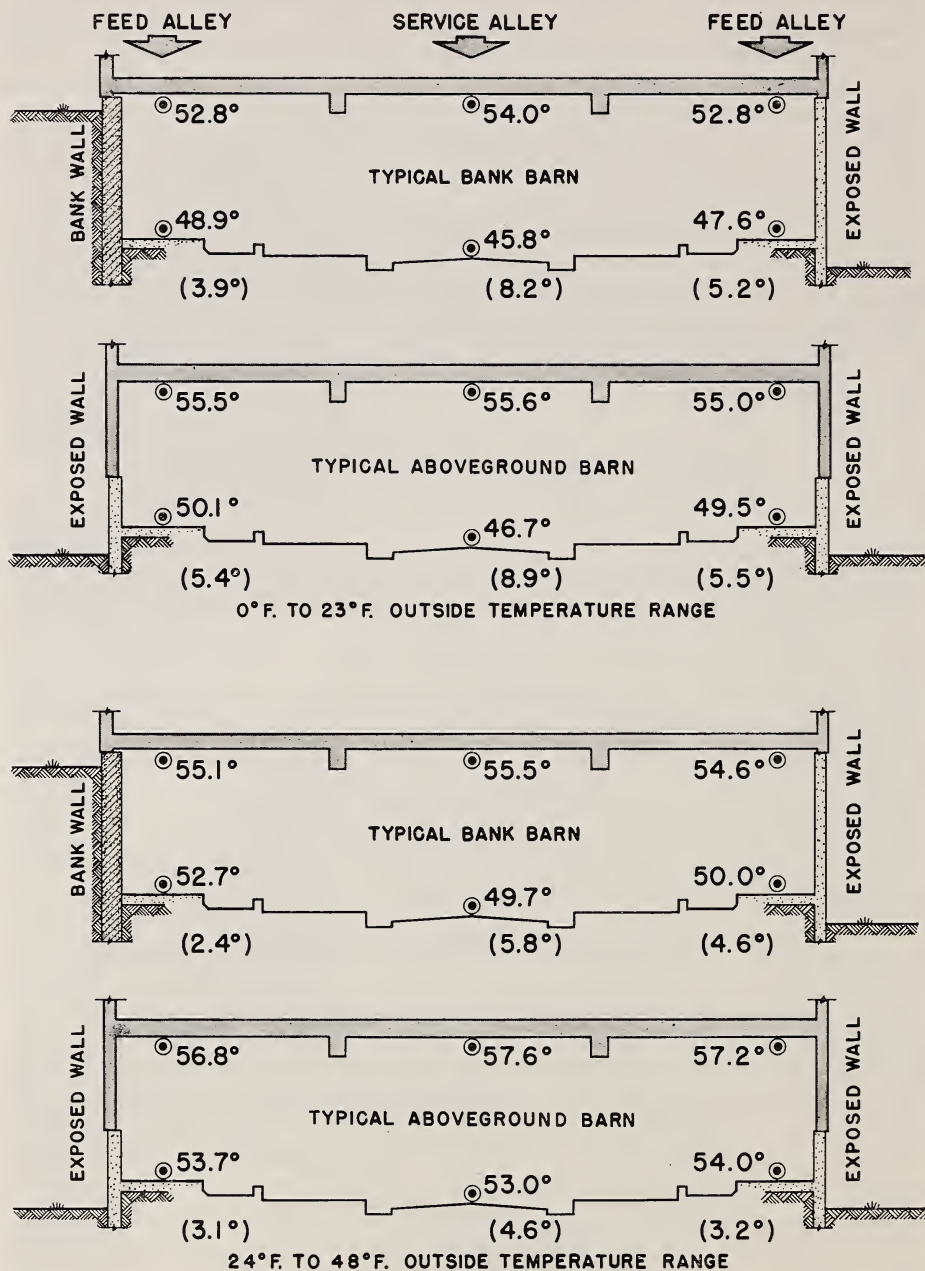 FEED ALLEY SERVICE ALLEY FEED ALLEY
52.8° 54.0° 52.8°
BANK WALL
EXPOSED WALL
TYPICAL BANK BARN
48.9° 45.8° 47.6°
(3.9°) (8.2°) (5.2°)
55.5° 55.6° 55.0°
EXPOSED WALL
EXPOSED WALL
TYPICAL ABOVEGROUND BARN
50.1° 46.7° 49.5°
(5.4°) (8.9°) (5.5°)
0°F. TO 23°F. OUTSIDE TEMPERATURE RANGE
55.1° 55.5° 54.6°
BANK WALL
EXPOSED WALL
TYPICAL BANK BARN
52.7° 49.7° 50.0°
(2.4°) (5.8°) (4.6°)
56.8° 57.6° 57.2°
EXPOSED WALL
EXPOSED WALL
TYPICAL ABOVEGROUND BARN
53.7° 53.0° 54.0°
(3.1°) (4.6°) (3.2°)
24°F. TO 48°F. OUTSIDE TEMPERATURE RANGE